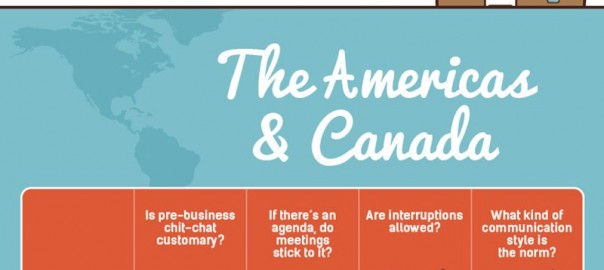 The Americas
& Canada
Is pre-business
chit-chat
customary?
If there's an
agenda, do
meetings
stick to it?
Are interruptions
allowed?
What kind of
communication
style is
the norm?